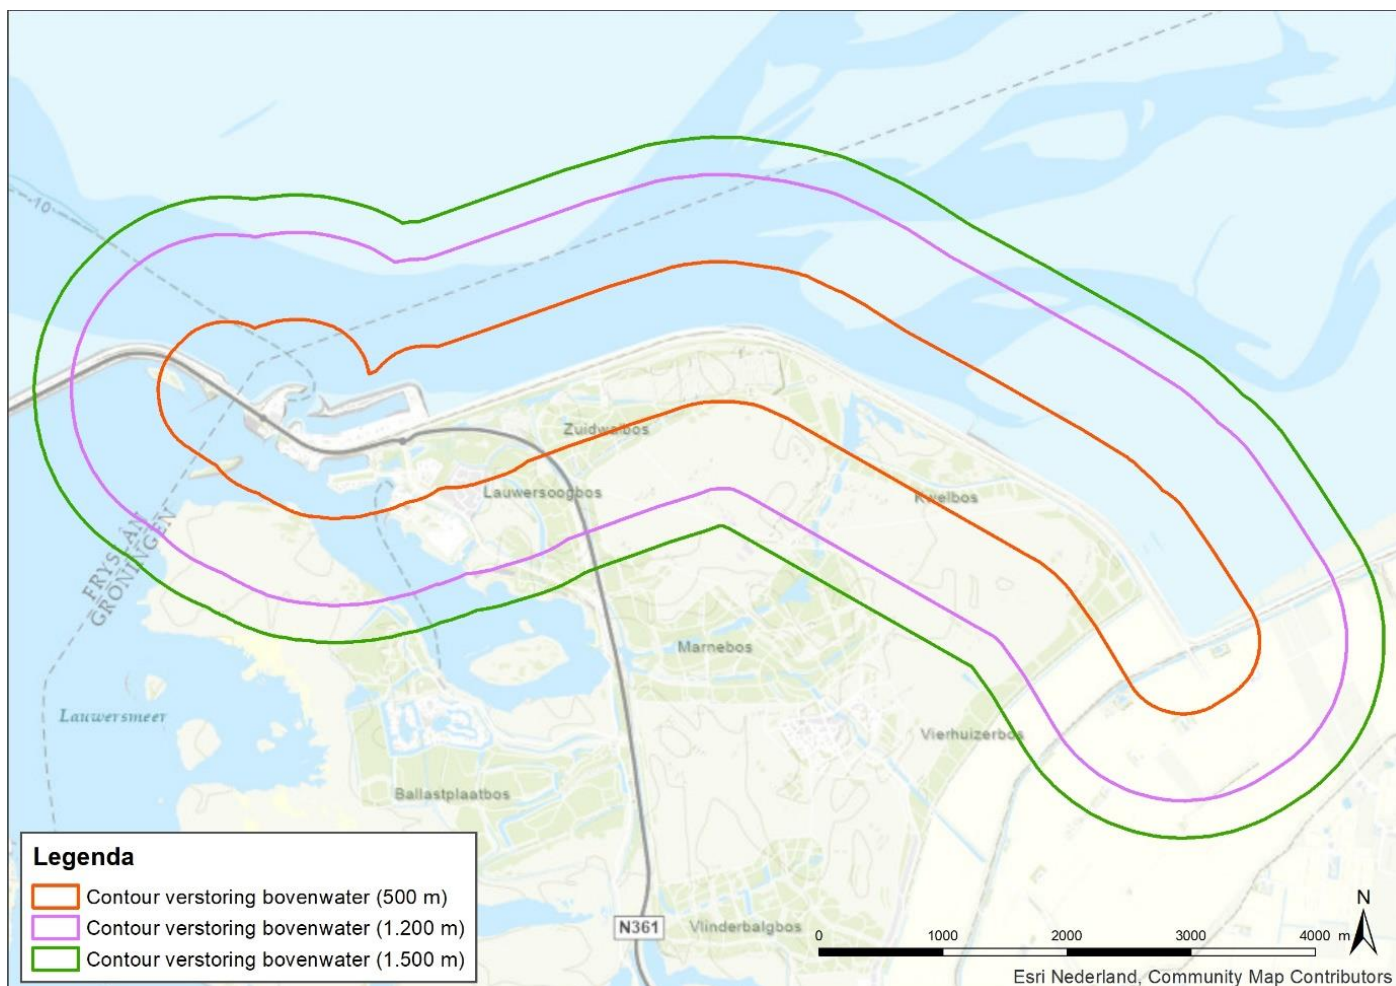 10
Zuidwalbos
Lauwersoogbos
Kwelbos
FRYSLÂN
GRONINGEN
Marnebos
Lauwersmeer
Vierhuizerbos
Ballastplaatbos
Legenda
Contour verstoring bovenwater (500 m)
Contour verstoring bovenwater (1.200 m)
Contour verstoring bovenwater (1.500 m)
N361
Vlinderbalgbos
N
0 1000 2000 3000 4000 m
Esri Nederland, Community Map Contributors